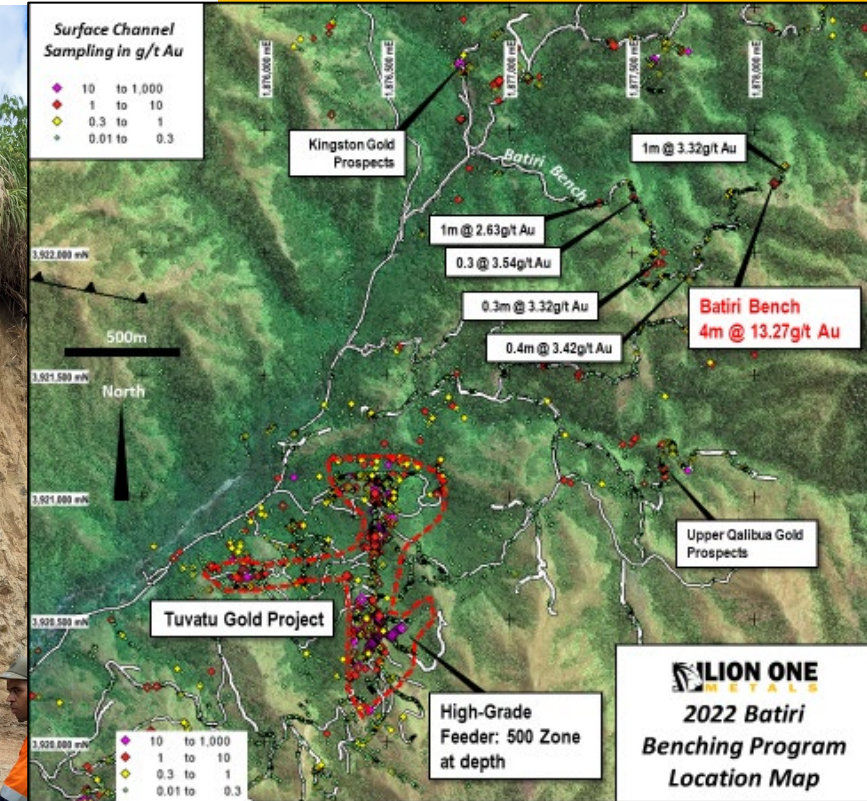 Surface Channel
Sampling in g/t Au
10 to 1,000
1 to 10
0.3 to 1
0.01 to 0.3
1,876,000 mE
1,876,500 mE
1,877,000 mE
1,877,500 mE
1,878,000 mE
Kingston Gold
Prospects
Batiri Bench
1m @ 3.32g/t Au
1m @ 2.63g/t Au
0.3 @ 3.54g/t Au
0.3m @ 3.32g/t Au
0.4m @ 3.42g/t Au
Batiri Bench
4m @ 13.27g/t Au
3,922,000 mN
500m
3,921,500 mN
North
3,921,000 mN
Upper Qalibua Gold
Prospects
Tuvatu Gold Project
3,920,500 mN
High-Grade
Feeder: 500 Zone
at depth
3,920,000 mN
10 to 1,000
1 to 10
0.3 to 1
0.01 to 0.3
LION ONE
METALS
2022 Batiri
Benching Program
Location Map